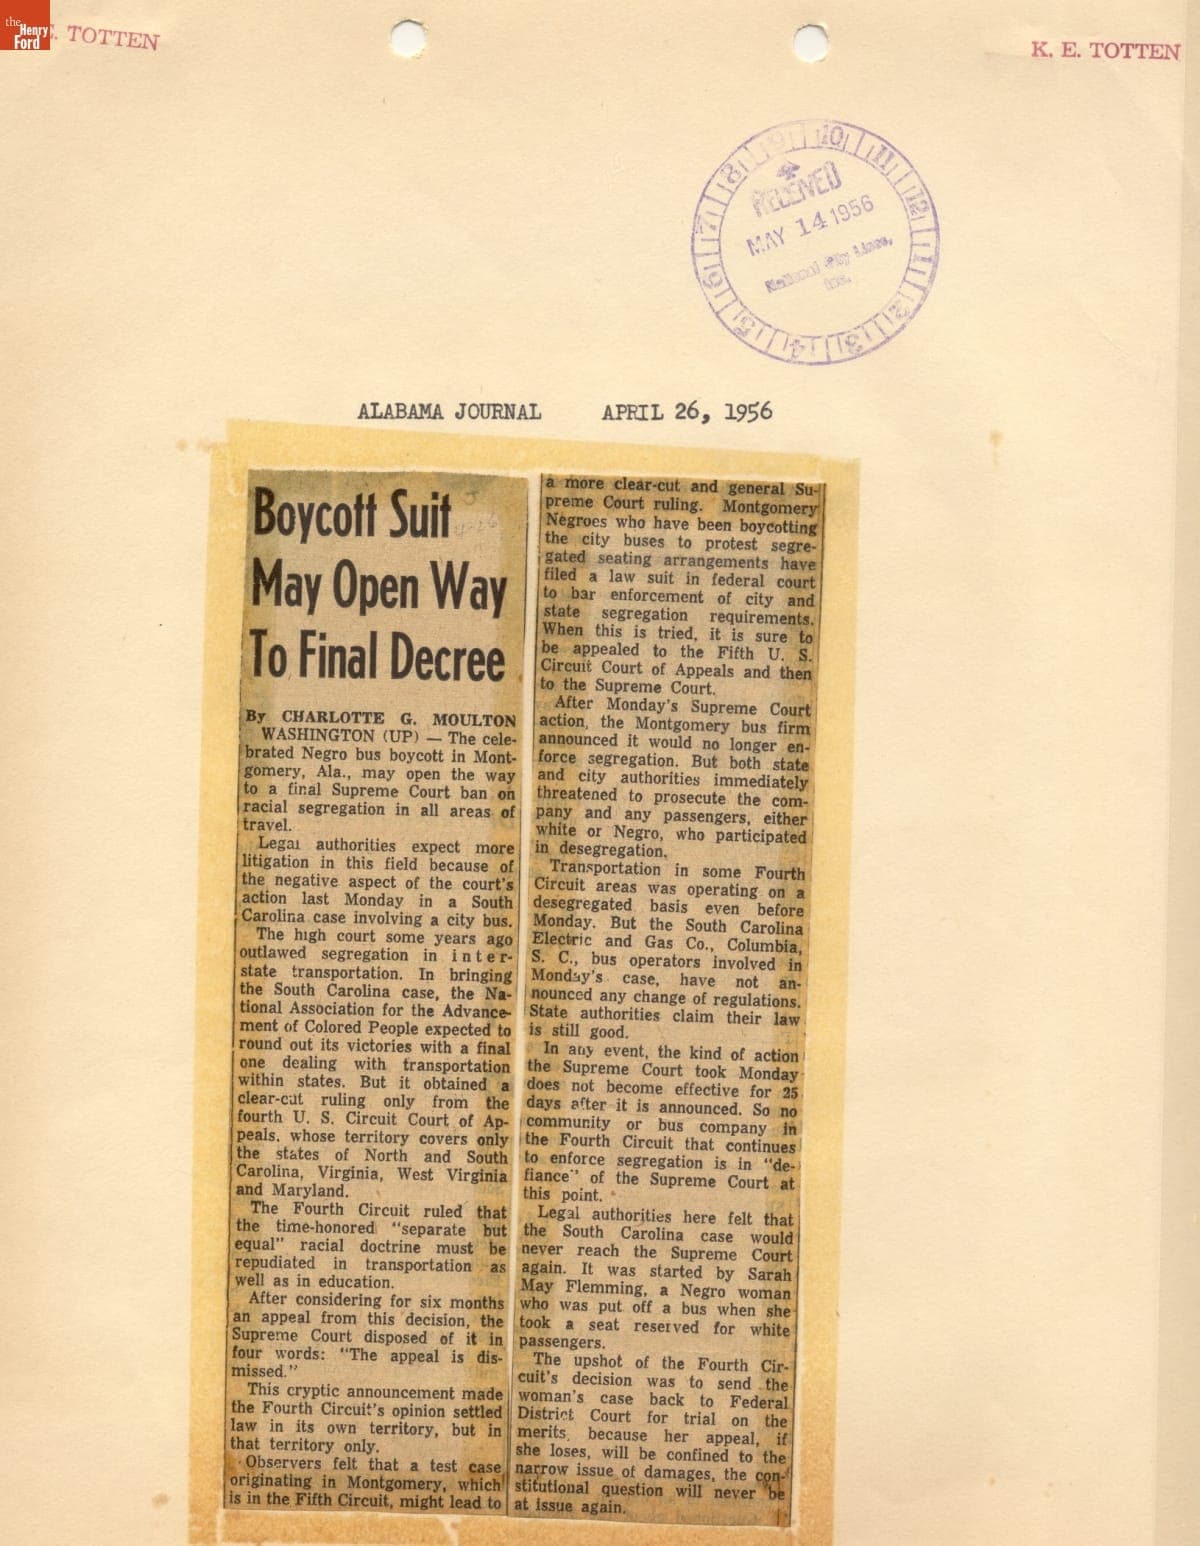 the
Henry
Ford
E. TOTTEN
K. E. TOTTEN
8 9 10 11 12 1 2 3 4 5 6 7
RECEIVED
MAY 14 1956
National City Lines,
Inc.
ALABAMA JOURNAL APRIL 26, 1956
4-26
Boycott Suit
May Open Way
To Final Decree
By CHARLOTTE G. MOULTON
WASHINGTON (UP) — The cele-
brated Negro bus boycott in Mont-
gomery, Ala., may open the way
to a final Supreme Court ban on
racial segregation in all areas of
travel.
Legal authorities expect more
litigation in this field because of
the negative aspect of the court's
action last Monday in a South
Carolina case involving a city bus.
The high court some years ago
outlawed segregation in inter-
state transportation. In bringing
the South Carolina case, the Na-
tional Association for the Advance-
ment of Colored People expected to
round out its victories with a final
one dealing with transportation
within states. But it obtained a
clear-cut ruling only from the
fourth U. S. Circuit Court of Ap-
peals. whose territory covers only
the states of North and South
Carolina, Virginia, West Virginia
and Maryland.
The Fourth Circuit ruled that
the time-honored "separate but
equal" racial doctrine must be
repudiated in transportation as
well as in education.
After considering for six months
an appeal from this decision, the
Supreme Court disposed of it in
four words: "The appeal is dis-
missed."
This cryptic announcement made
the Fourth Circuit's opinion settled
law in its own territory, but in
that territory only.
Observers felt that a test case
originating in Montgomery, which
is in the Fifth Circuit, might lead to
a more clear-cut and general Su-
preme Court ruling. Montgomery
Negroes who have been boycotting
the city buses to protest segre-
gated seating arrangements have
filed a law suit in federal court
to bar enforcement of city and
state segregation requirements.
When this is tried, it is sure to
be appealed to the Fifth U. S.
Circuit Court of Appeals and then
to the Supreme Court.
After Monday's Supreme Court
action, the Montgomery bus firm
announced it would no longer en-
force segregation. But both state
and city authorities immediately
threatened to prosecute the com-
pany and any passengers, either
white or Negro, who participated
in desegregation.
Transportation in some Fourth
Circuit areas was operating on a
desegregated basis even before
Monday. But the South Carolina
Electric and Gas Co., Columbia,
S. C., bus operators involved in
Monday's case, have not an-
nounced any change of regulations.
State authorities claim their law
is still good.
In any event, the kind of action
the Supreme Court took Monday
does not become effective for 25
days after it is announced. So no
community or bus company in
the Fourth Circuit that continues
to enforce segregation is in "de-
fiance" of the Supreme Court at
this point.
Legal authorities here felt that
the South Carolina case would
never reach the Supreme Court
again. It was started by Sarah
May Flemming, a Negro woman
who was put off a bus when she
took a seat reserved for white
passengers.
The upshot of the Fourth Cir-
cuit's decision was to send the
woman's case back to Federal
District Court for trial on the
merits, because her appeal, if
she loses, will be confined to the
narrow issue of damages, the con-
stitutional question will never be
at issue again.